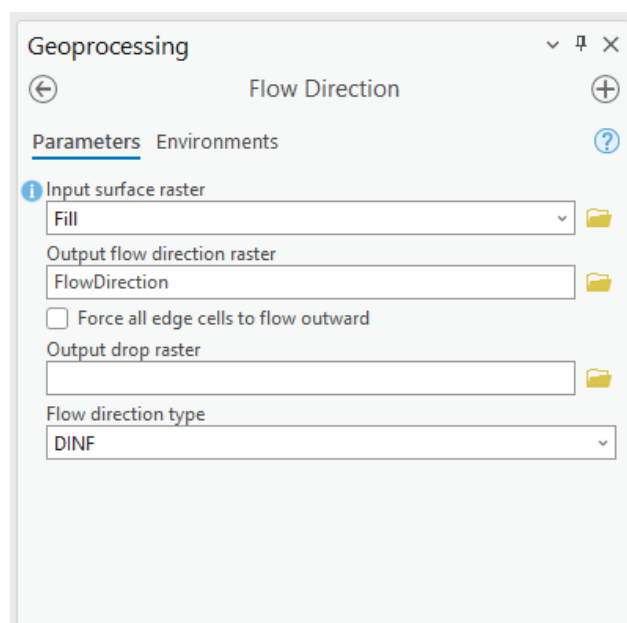 Geoprocessing
Flow Direction
Parameters Environments
Input surface raster
Fill
Output flow direction raster
FlowDirection
Force all edge cells to flow outward
Output drop raster
Flow direction type
DINF